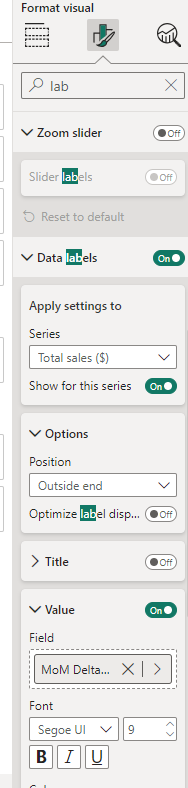 Format visual
lab
Zoom slider
Off
Slider labels
Off
Reset to default
Data labels
On
Apply settings to
Series
Total sales ($)
Show for this series
On
Options
Position
Outside end
Optimize label disp...
Off
Title
Off
Value
On
Field
MoM Delta...
Font
Segoe UI
9
B I U